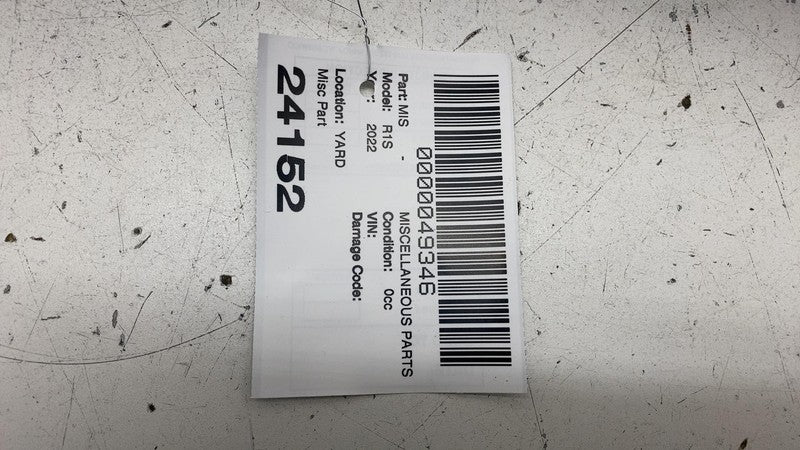 0000049346
Part: MIS - MISCELLANEOUS PARTS
Model: R1S Condition: 0cc
2022 VIN:
Damage Code:
Location: YARD
Misc Part
24152